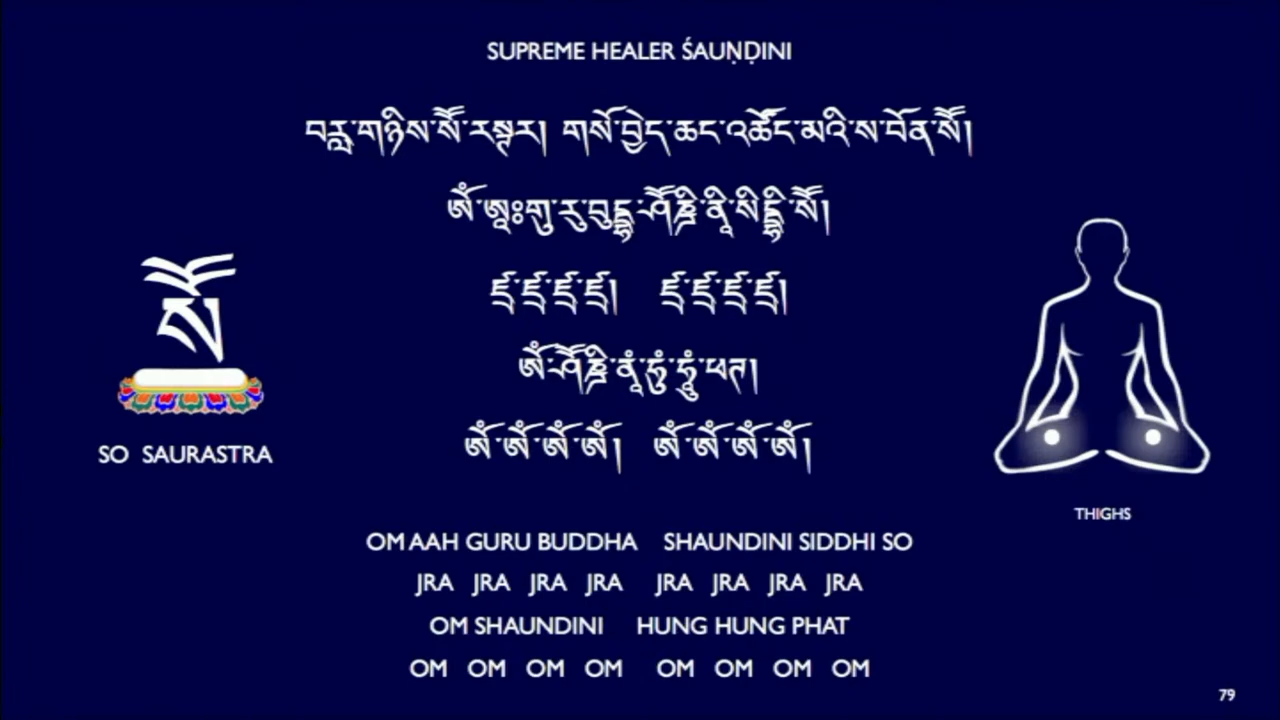 SUPREME HEALER ŚAUṆḌINI
བརླ་གཉིས་སོཽ་རསྟར། གསོ་བྱེད་ཆང་འཚོང་མའི་ས་བོན་སཽ།
ཨོཾ་ཨཱཿགུ་རུ་བུདྡྷ་ཤཽཎྜི་ནཱི་སིདྡྷི་སཽ།
ཛྲ་ཛྲ་ཛྲ་ཛྲ། ཛྲ་ཛྲ་ཛྲ་ཛྲ།
ཨོཾ་ཤཽཎྜི་ནཱུཾ་ཧུཾ་ཧཱུཾ་ཕཊ།
ཨོཾ་ཨོཾ་ཨོཾ་ཨོཾ། ཨོཾ་ཨོཾ་ཨོཾ་ཨོཾ།
སཽ
SO SAURASTRA
THIGHS
OM AAH GURU BUDDHA SHAUNDINI SIDDHI SO
JRA JRA JRA JRA JRA JRA JRA JRA
OM SHAUNDINI HUNG HUNG PHAT
OM OM OM OM OM OM OM OM
79